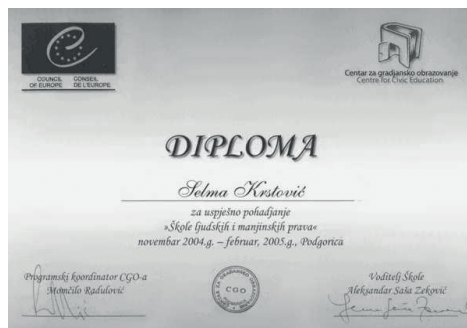 COUNCIL CONSEIL
OF EUROPE DE L'EUROPE
Centar za gradjansko obrazovanje
Centre for Civic Education
DIPLOMA
Selma Krstović
za uspješno pohadjanje
»Škole ljudskih i manjinskih prava«
novembar 2004.g. – februar, 2005.g., Podgorica
Programski koordinator CGO-a
Momčilo Radulović
CGO
Voditelj Škole
Aleksandar Saša Zeković